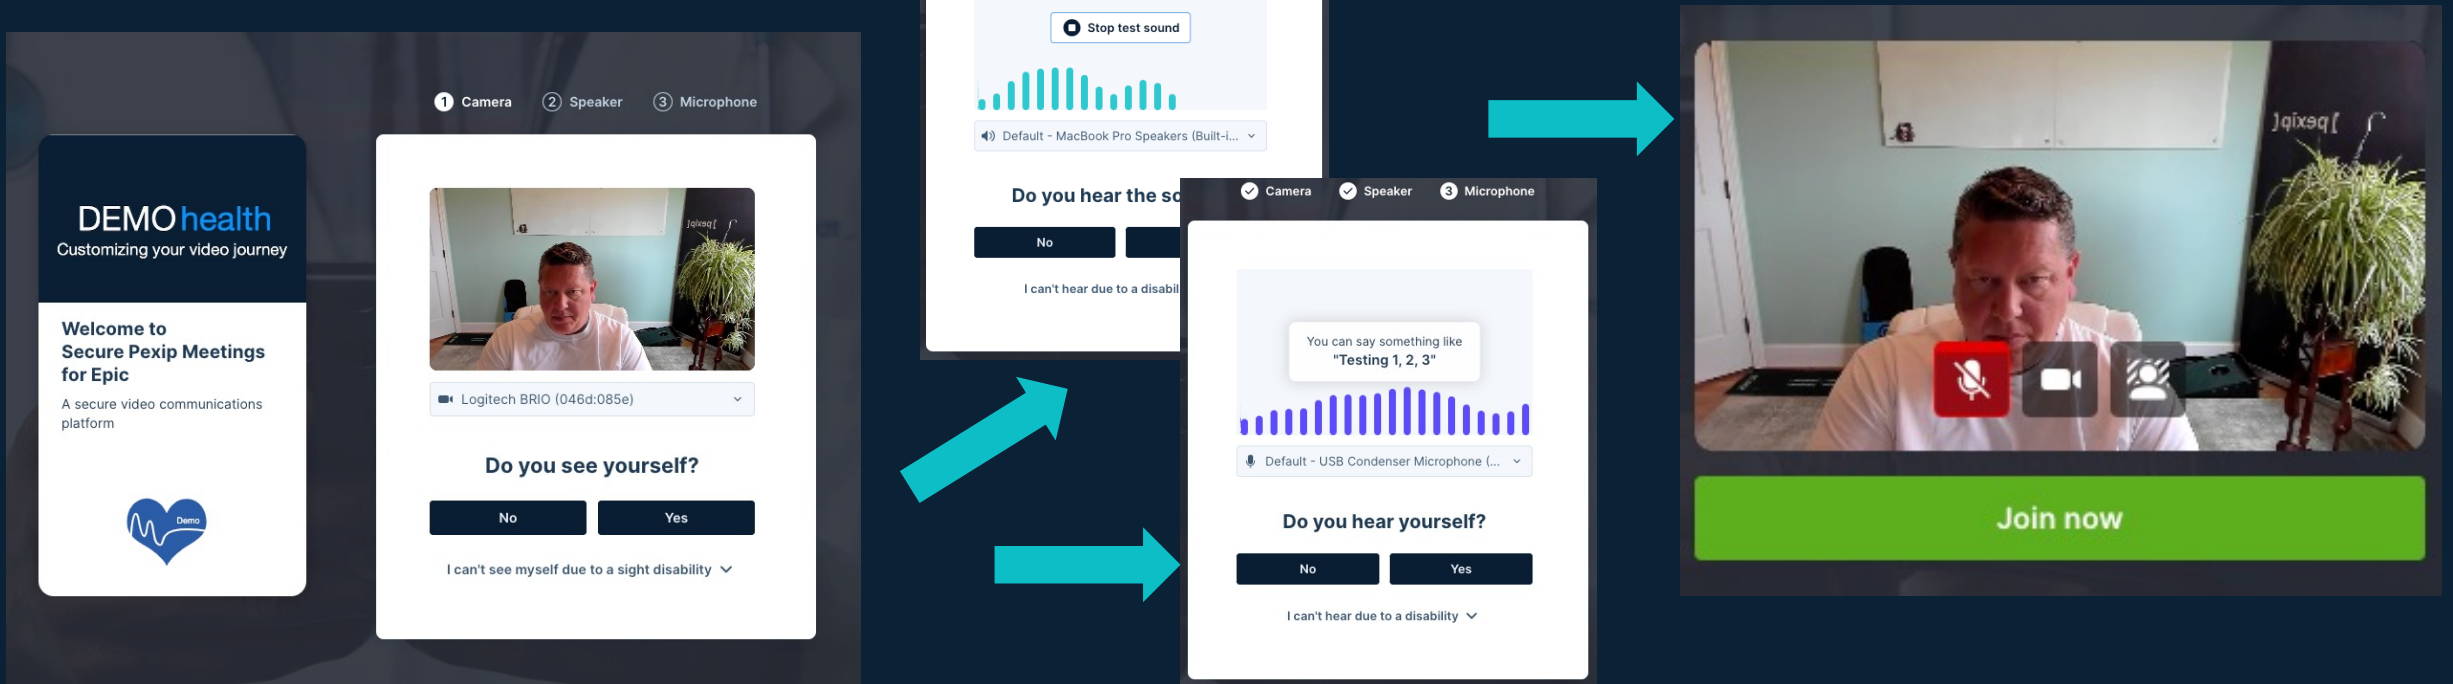 1 Camera 2 Speaker 3 Microphone
DEMO health
Customizing your video journey
Welcome to
Secure Pexip Meetings
for Epic
A secure video communications
platform
Demo
]qixeq[
Logitech BRIO (046d:085e)
Do you see yourself?
No Yes
I can't see myself due to a sight disability
Stop test sound
Default - MacBook Pro Speakers (Built-i...
Do you hear the so
No
I can't hear due to a disabil
Camera Speaker 3 Microphone
You can say something like
"Testing 1, 2, 3"
Default - USB Condenser Microphone (...
Do you hear yourself?
No Yes
I can't hear due to a disability
]qixeq[
Join now